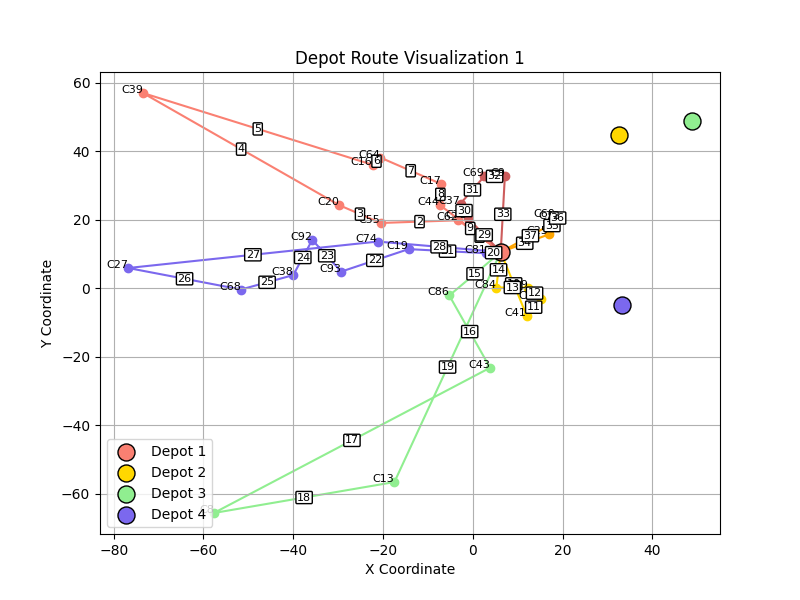 Depot Route Visualization 1
Y Coordinate
60
40
20
0
−20
−40
−60
C39
5
4
C64
C16
6
7
C17
8
C69
32
31
C20
3
C55
2
C44
C37
30
C62
9
29
33
36
35
37
34
C92
C74
C19
28
C81
20
27
24
23
22
C27
26
C68
25
C38
C93
15
14
C86
C84
13
12
11
C41
16
19
C43
17
C13
18
Depot 1
Depot 2
Depot 3
Depot 4
−80
−60
−40
−20
0
20
40
X Coordinate